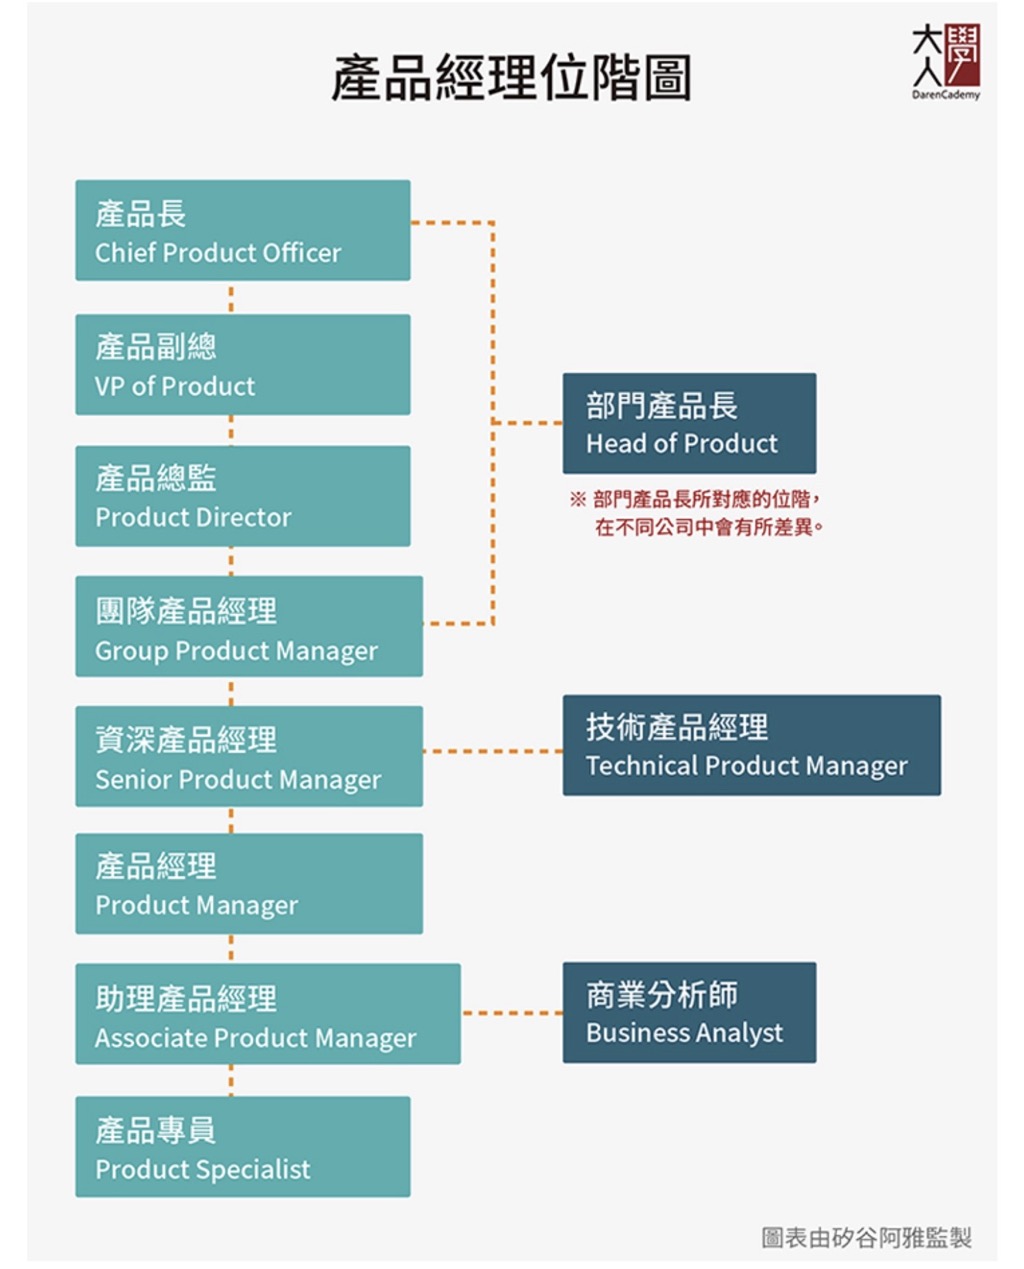 產品經理位階圖
大學
人
DarenCademy
產品長
Chief Product Officer
產品副總
VP of Product
部門產品長
Head of Product
※ 部門產品長所對應的位階，
在不同公司中會有所差異。
產品總監
Product Director
團隊產品經理
Group Product Manager
資深產品經理
Senior Product Manager
技術產品經理
Technical Product Manager
產品經理
Product Manager
助理產品經理
Associate Product Manager
商業分析師
Business Analyst
產品專員
Product Specialist
圖表由矽谷阿雅監製